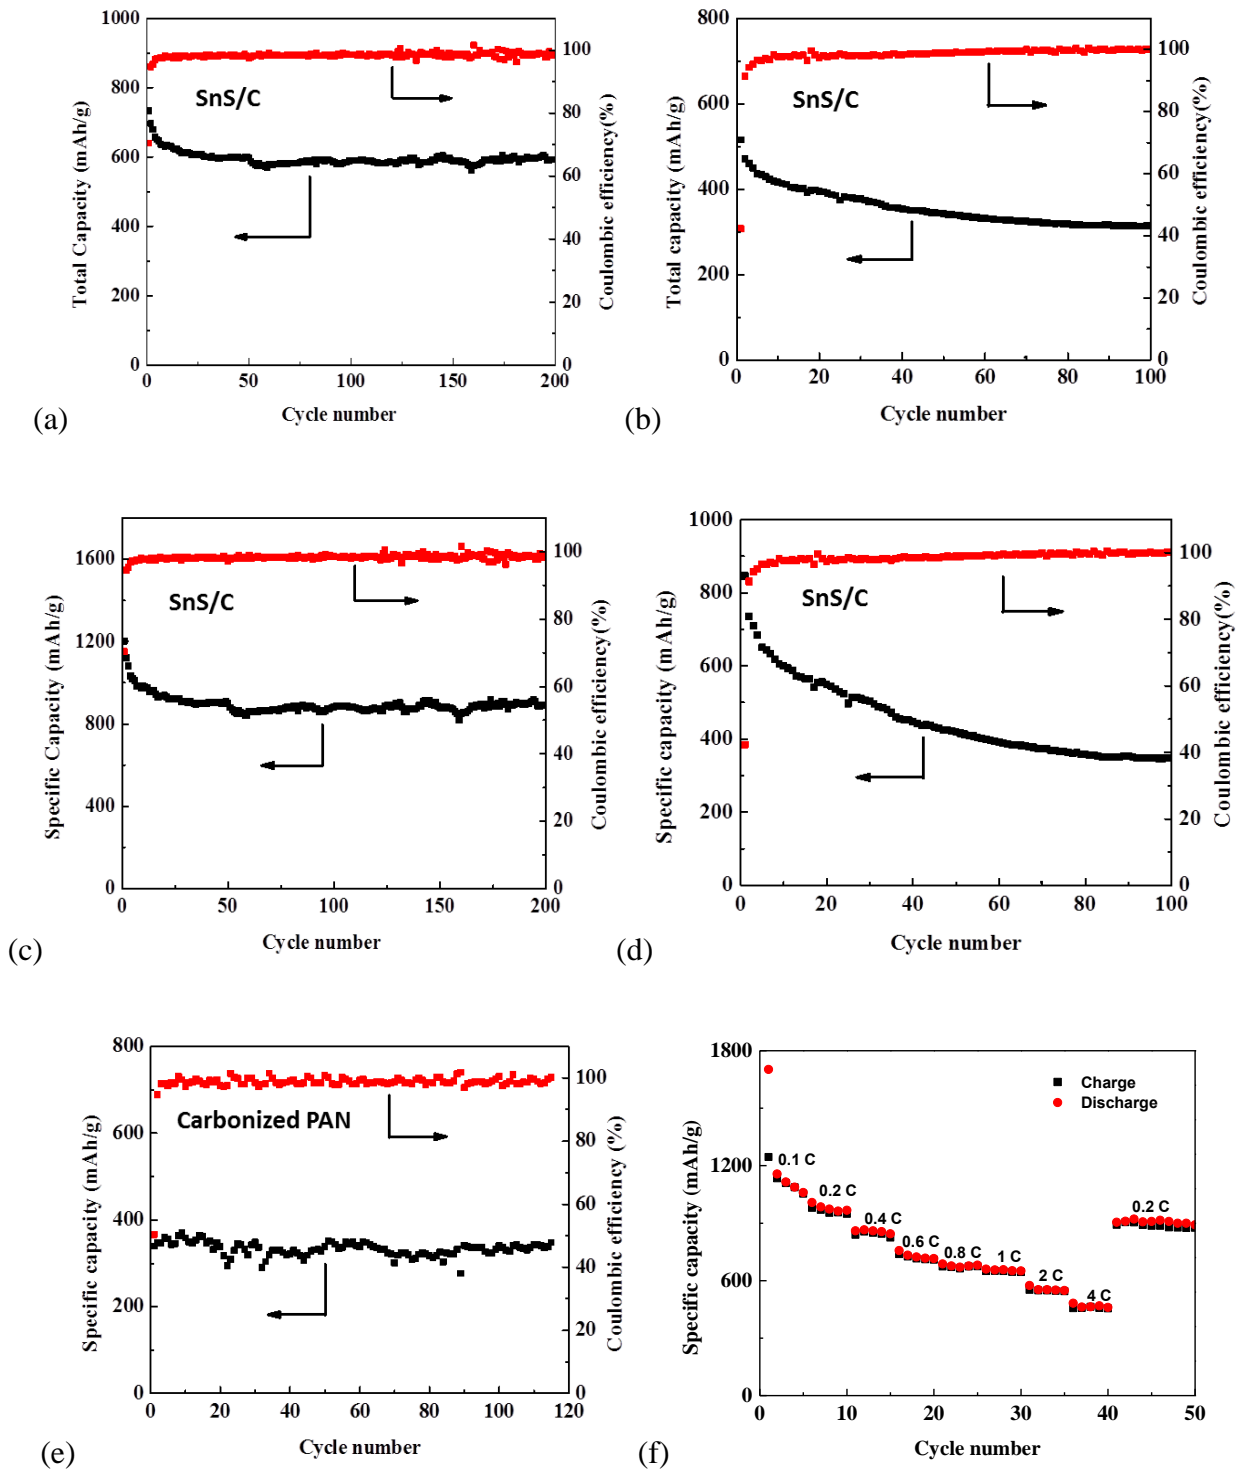 1000
800
600
400
200
0
Total Capacity (mAh/g)
SnS/C
100
80
60
40
20
0
Coulombic efficiency(%)
0 50 100 150 200
Cycle number
(a)
800
600
400
200
0
Total capacity (mAh/g)
SnS/C
100
80
60
40
20
0
Coulombic efficiency(%)
0 20 40 60 80 100
Cycle number
(b)
1600
1200
800
400
0
Specific Capacity (mAh/g)
SnS/C
100
80
60
40
20
0
Coulombic efficiency(%)
0 50 100 150 200
Cycle number
(c)
1000
800
600
400
200
0
Specific capacity (mAh/g)
SnS/C
100
80
60
40
20
0
Coulombic efficiency(%)
0 20 40 60 80 100
Cycle number
(d)
800
600
400
200
0
Specific capacity (mAh/g)
Carbonized PAN
120
100
80
60
40
20
0
Coulombic efficiency (%)
0 20 40 60 80 100 120
Cycle number
(e)
1800
1200
600
0
Specific capacity (mAh/g)
Charge
Discharge
0.1 C
0.2 C
0.4 C
0.6 C
0.8 C
1 C
2 C
4 C
0.2 C
0 10 20 30 40 50
Cycle number
(f)